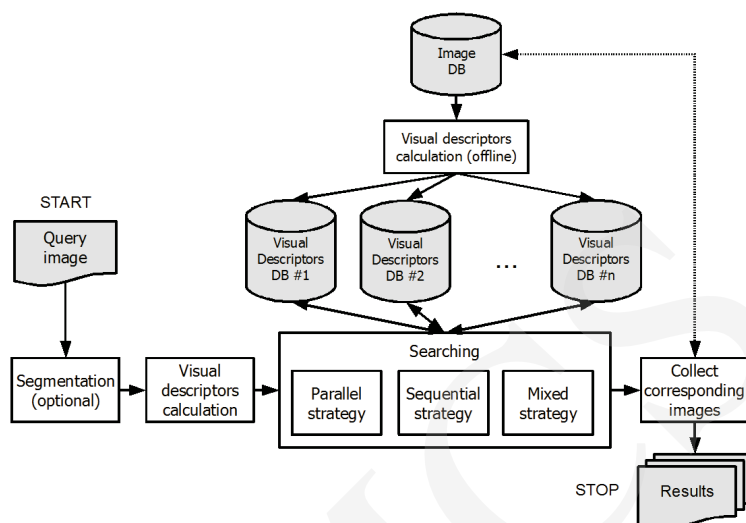 Image
DB
Visual descriptors
calculation (offline)
START
Query
image
Visual
Descriptors
DB #1
Visual
Descriptors
DB #2
...
Visual
Descriptors
DB #n
Searching
Segmentation
(optional)
Visual
descriptors
calculation
Parallel
strategy
Sequential
strategy
Mixed
strategy
Collect
corresponding
images
STOP
Results